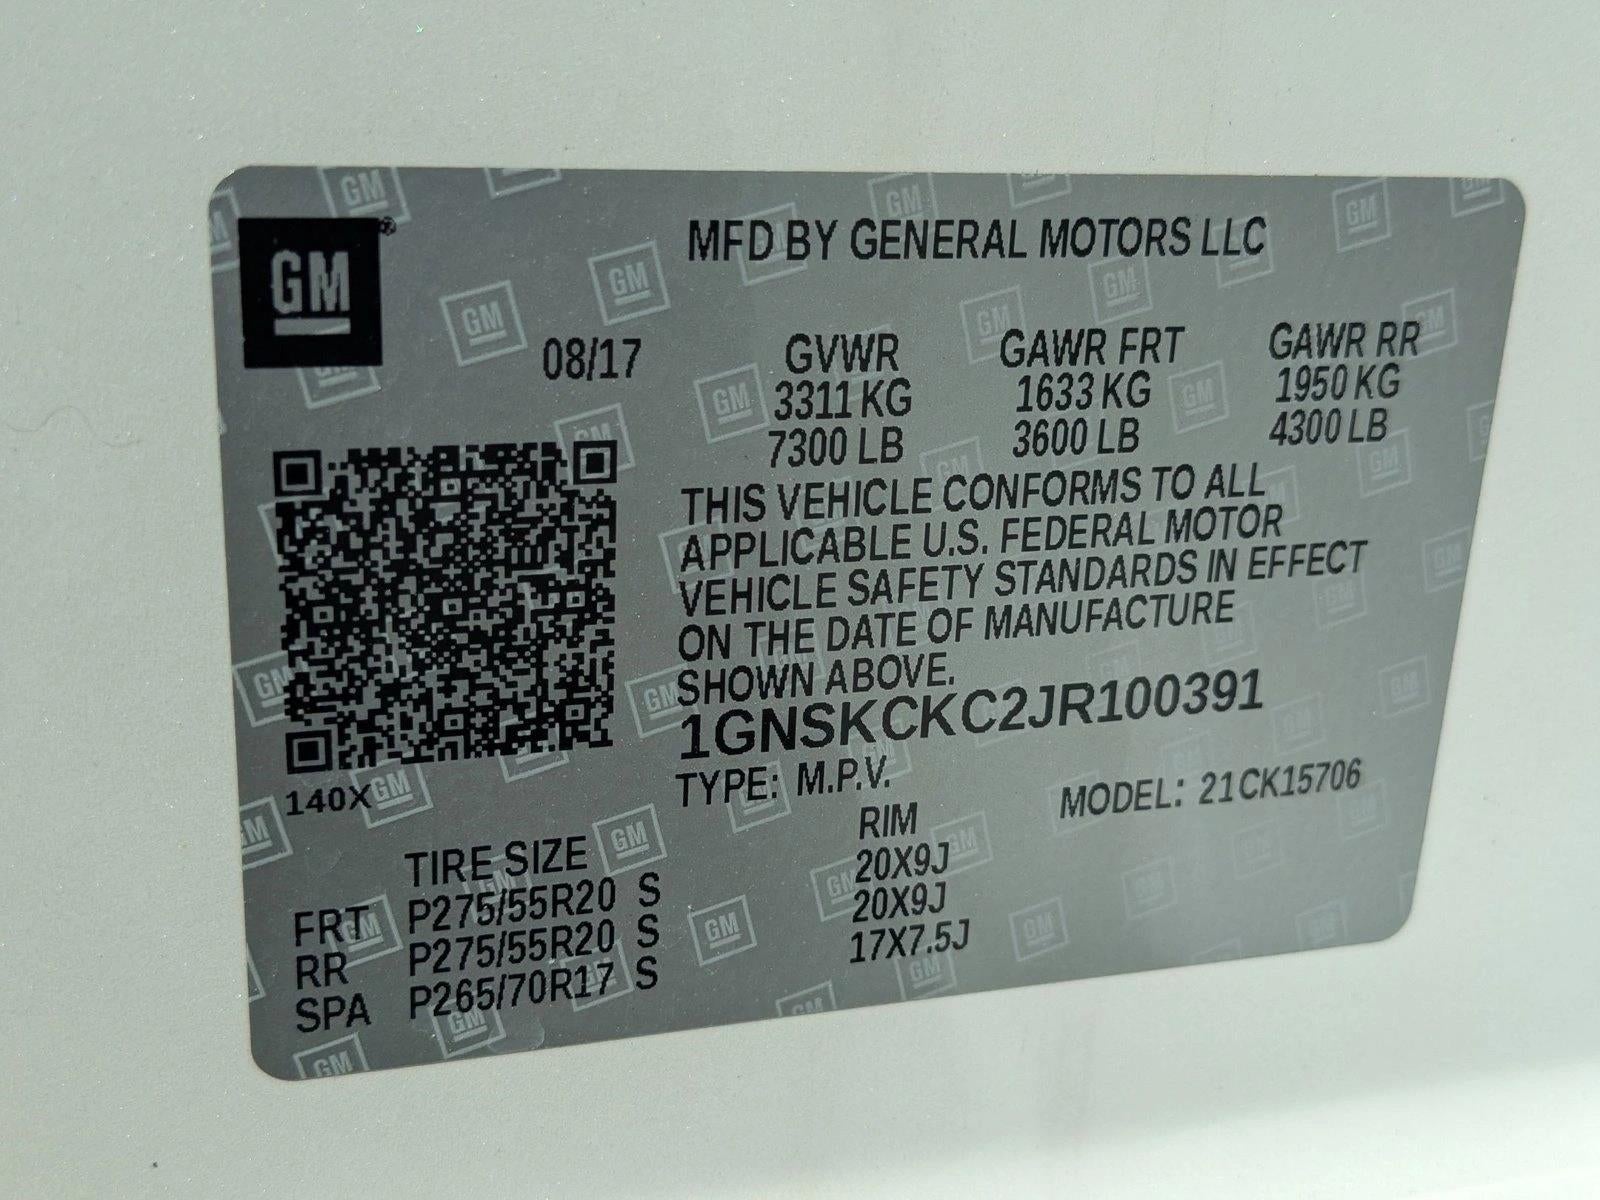 GM
MFD BY GENERAL MOTORS LLC
08/17
GVWR GAWR FRT GAWR RR
3311 KG 1633 KG 1950 KG
7300 LB 3600 LB 4300 LB
THIS VEHICLE CONFORMS TO ALL
APPLICABLE U.S. FEDERAL MOTOR
VEHICLE SAFETY STANDARDS IN EFFECT
ON THE DATE OF MANUFACTURE
SHOWN ABOVE.
1GNSKCKC2JR100391
TYPE: M.P.V. MODEL: 21CK15706
140X
TIRE SIZE RIM
FRT P275/55R20 S 20X9J
RR P275/55R20 S 20X9J
SPA P265/70R17 S 17X7.5J